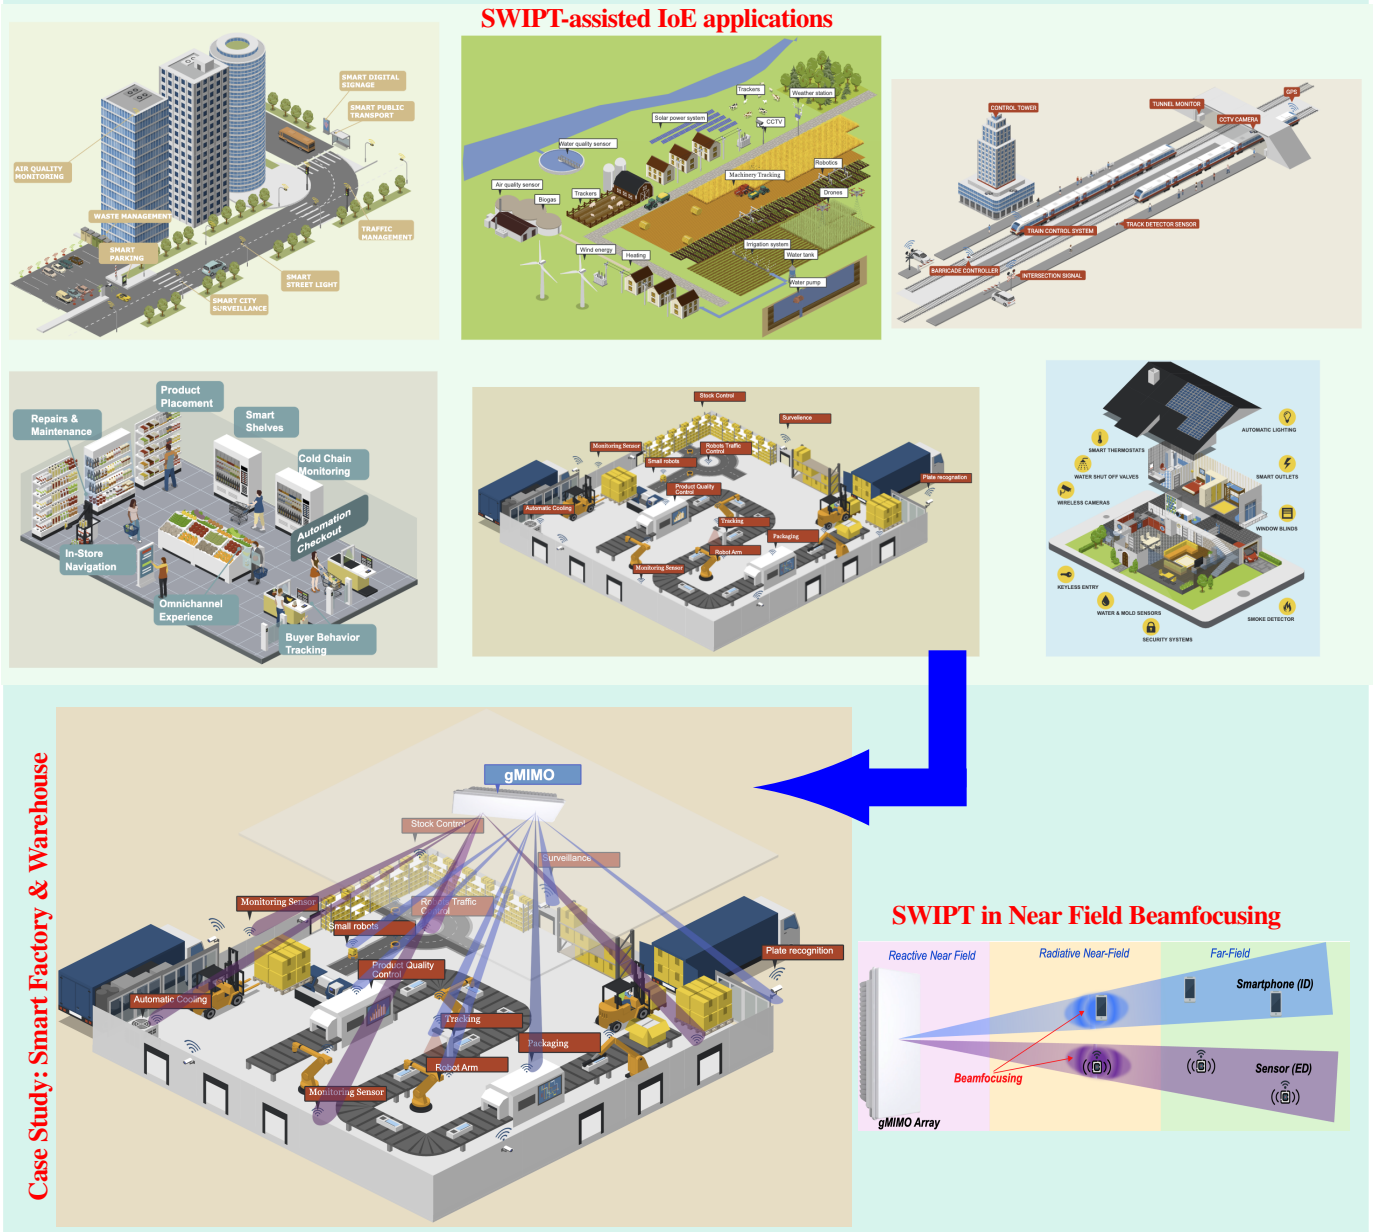 SWIPT-assisted IoE applications
SMART DIGITAL
SIGNAGE
SMART PUBLIC
TRANSPORT
AIR QUALITY
MONITORING
WASTE MANAGEMENT
SMART
PARKING
TRAFFIC
MANAGEMENT
SMART
STREET LIGHT
SMART CITY
SURVEILLANCE
Trackers
Weather station
Solar power system
CCTV
Water quality sensor
Robotics
Machinery Tracking
Air quality sensor
Trackers
Drones
Biogas
Irrigation system
Wind energy
Heating
Water tank
Water pump
GPS
TUNNEL MONITOR
CONTROL TOWER
CCTV CAMERA
TRACK DETECTOR SENSOR
TRAIN CONTROL SYSTEM
BARRICADE CONTROLLER
INTERSECTION SIGNAL
Product
Placement
Repairs &
Maintenance
Smart
Shelves
Cold Chain
Monitoring
Automation
Checkout
In-Store
Navigation
Omnichannel
Experience
Buyer Behavior
Tracking
Stock Control
Surveilence
Monitoring Sensor
Robots Traffic
Control
Small robots
Plate recognation
Product Quality
Control
Automatic Cooling
Tracking
Packaging
Robot Arm
Monitoring Sensor
AUTOMATIC LIGHTING
SMART THERMOSTATS
WATER SHUT OFF VALVES
SMART OUTLETS
WIRELESS CAMERAS
WINDOW BLINDS
KEYLESS ENTRY
WATER & MOLD SENSORS
SMOKE DETECTOR
SECURITY SYSTEMS
Case Study: Smart Factory & Warehouse
gMIMO
Stock Control
Surveillance
Monitoring Sensor
Robots Traffic
Control
Small robots
Plate recognition
Product Quality
Control
Automatic Cooling
Tracking
Packaging
Robot Arm
Monitoring Sensor
SWIPT in Near Field Beamfocusing
Reactive Near Field
Radiative Near-Field
Far-Field
Smartphone (ID)
Beamfocusing
Sensor (ED)
gMIMO Array